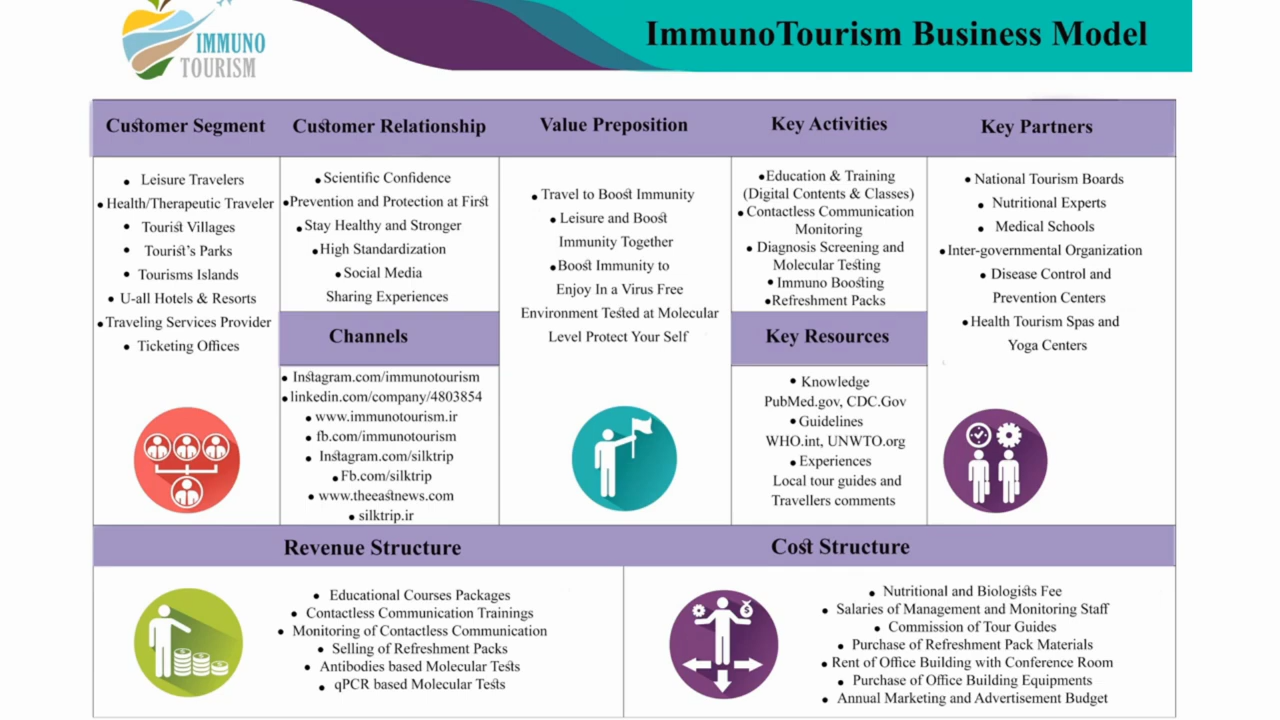 IMMUNO
TOURISM
ImmunoTourism Business Model
Customer Segment
• Leisure Travelers
• Health/Therapeutic Traveler
• Tourist Villages
• Tourist's Parks
• Tourisms Islands
• U-all Hotels & Resorts
• Traveling Services Provider
• Ticketing Offices
Customer Relationship
• Scientific Confidence
• Prevention and Protection at First
• Stay Healthy and Stronger
• High Standardization
• Social Media
Sharing Experiences
Channels
• Instagram.com/immunotourism
• linkedin.com/company/4803854
• www.immunotourism.ir
• fb.com/immunotourism
• Instagram.com/silktrip
• Fb.com/silktrip
• www.theeastnews.com
• silktrip.ir
Value Preposition
• Travel to Boost Immunity
• Leisure and Boost
Immunity Together
• Boost Immunity to
Enjoy In a Virus Free
Environment Tested at Molecular
Level Protect Your Self
Key Activities
• Education & Training
(Digital Contents & Classes)
• Contactless Communication
Monitoring
• Diagnosis Screening and
Molecular Testing
• Immuno Boosting
• Refreshment Packs
Key Resources
• Knowledge
PubMed.gov, CDC.Gov
• Guidelines
WHO.int, UNWTO.org
• Experiences
Local tour guides and
Travellers comments
Key Partners
• National Tourism Boards
• Nutritional Experts
• Medical Schools
• Inter-governmental Organization
• Disease Control and
Prevention Centers
• Health Tourism Spas and
Yoga Centers
Revenue Structure
• Educational Courses Packages
• Contactless Communication Trainings
• Monitoring of Contactless Communication
• Selling of Refreshment Packs
• Antibodies based Molecular Tests
• qPCR based Molecular Tests
Cost Structure
• Nutritional and Biologists Fee
• Salaries of Management and Monitoring Staff
• Commission of Tour Guides
• Purchase of Refreshment Pack Materials
• Rent of Office Building with Conference Room
• Purchase of Office Building Equipments
• Annual Marketing and Advertisement Budget